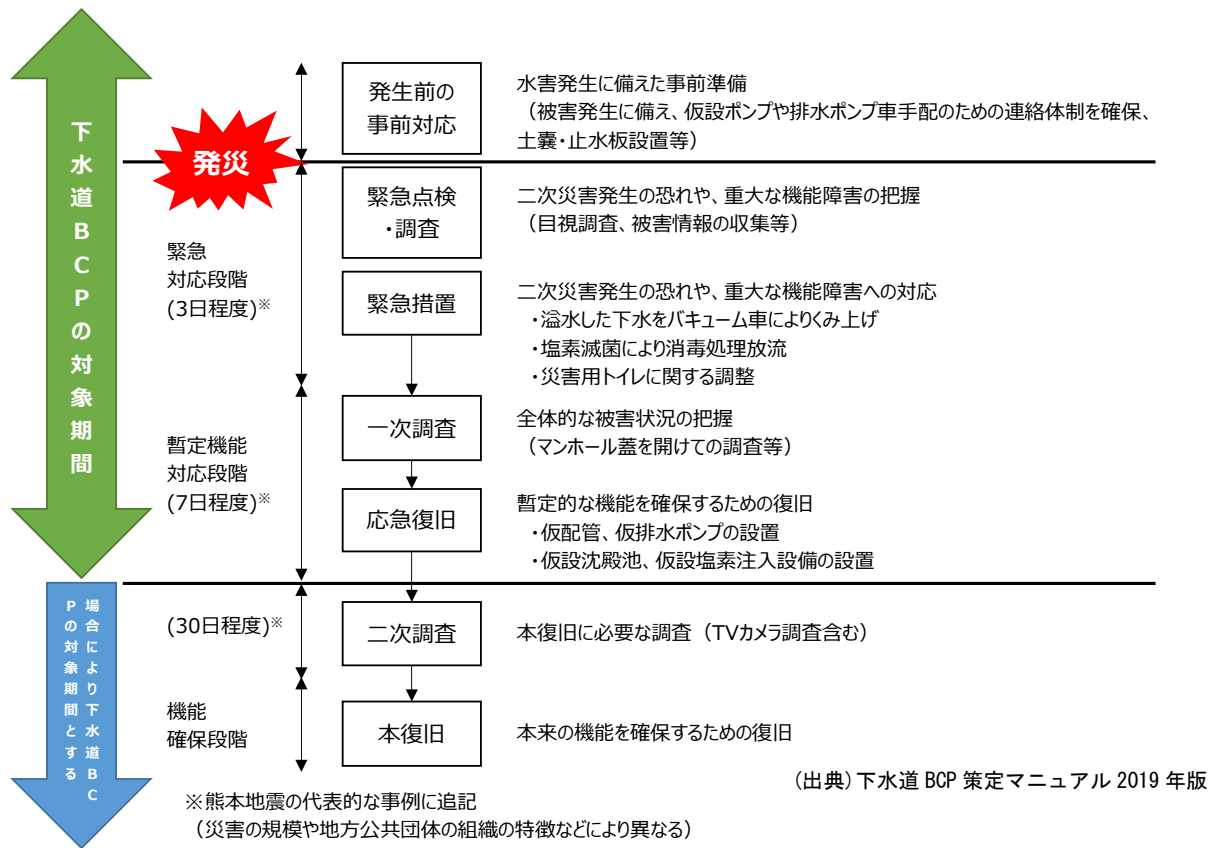 下水道BCPの対象期間
場合により下水道BC
Pの対象期間とする
発災
発生前の
事前対応
水害発生に備えた事前準備
（被害発生に備え、仮設ポンプや排水ポンプ車手配のための連絡体制を確保、
土嚢・止水板設置等）
緊急
対応段階
(3日程度)※
緊急点検
・調査
二次災害発生の恐れや、重大な機能障害の把握
（目視調査、被害情報の収集等）
緊急措置
二次災害発生の恐れや、重大な機能障害への対応
・溢水した下水をバキューム車によりくみ上げ
・塩素滅菌により消毒処理放流
・災害用トイレに関する調整
暫定機能
対応段階
(7日程度)※
一次調査
全体的な被害状況の把握
（マンホール蓋を開けての調査等）
応急復旧
暫定的な機能を確保するための復旧
・仮配管、仮排水ポンプの設置
・仮設沈殿池、仮設塩素注入設備の設置
(30日程度)※
二次調査
本復旧に必要な調査（TVカメラ調査含む）
機能
確保段階
本復旧
本来の機能を確保するための復旧
(出典)下水道 BCP 策定マニュアル 2019 年版
※熊本地震の代表的な事例に追記
（災害の規模や地方公共団体の組織の特徴などにより異なる）